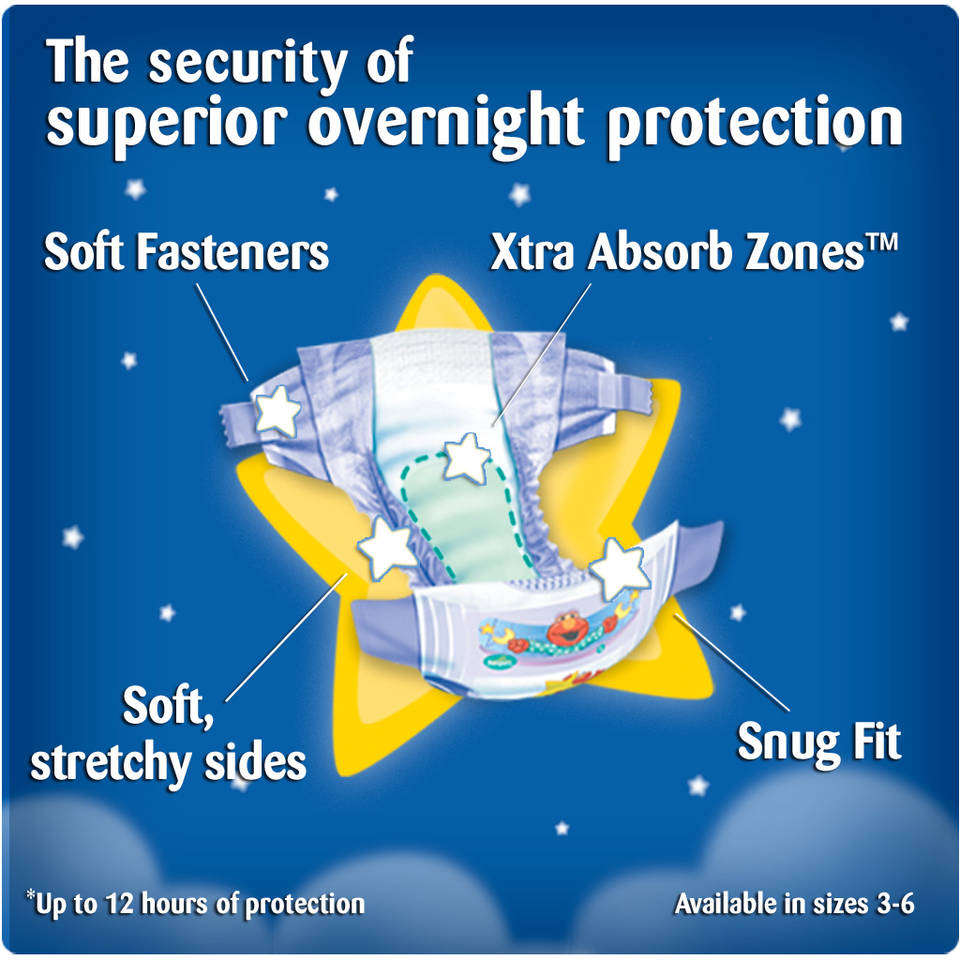 The security of
superior overnight protection
Soft Fasteners
Xtra Absorb Zones™
Soft,
stretchy sides
Snug Fit
*Up to 12 hours of protection
Available in sizes 3-6